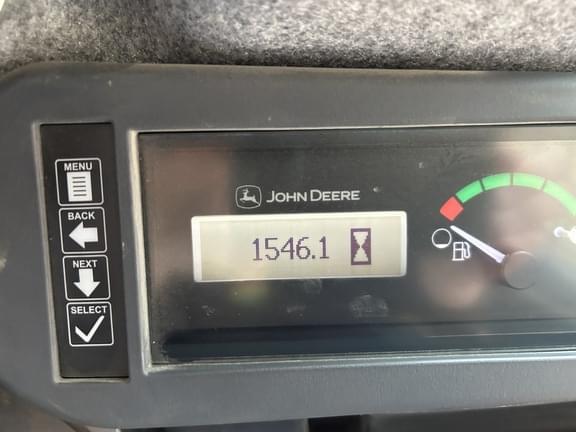 MENU
BACK
NEXT
SELECT
JOHN DEERE
1546.1